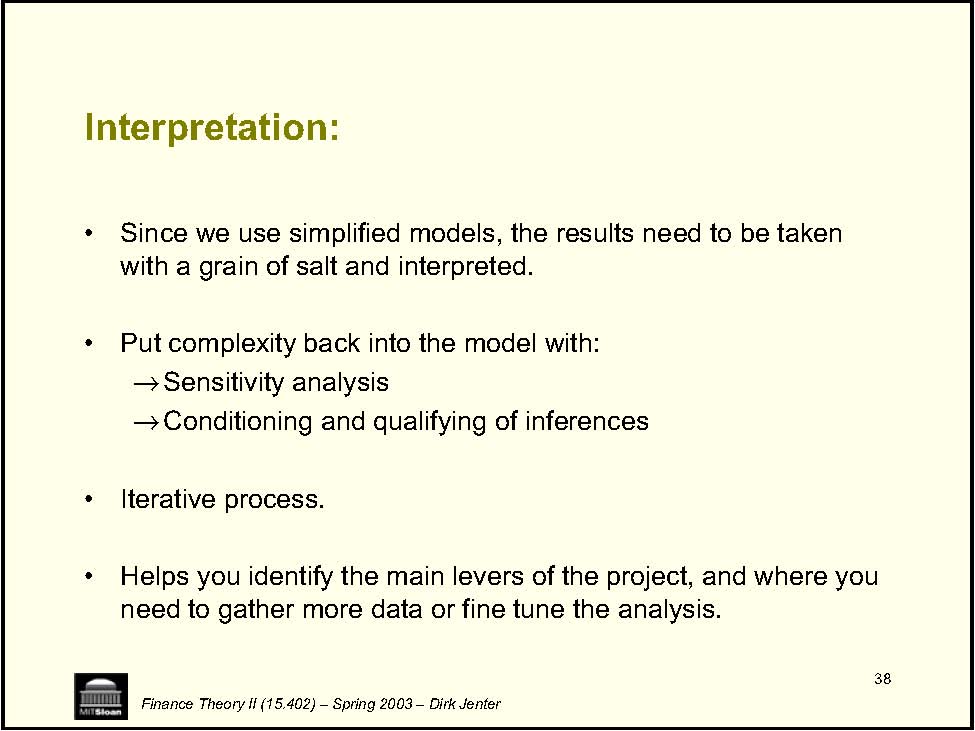 Interpretation:
• Since we use simplified models, the results need to be taken
with a grain of salt and interpreted.
• Put complexity back into the model with:
→Sensitivity analysis
→Conditioning and qualifying of inferences
• Iterative process.
• Helps you identify the main levers of the project, and where you
need to gather more data or fine tune the analysis.
38
MITSloan
Finance Theory II (15.402) – Spring 2003 – Dirk Jenter